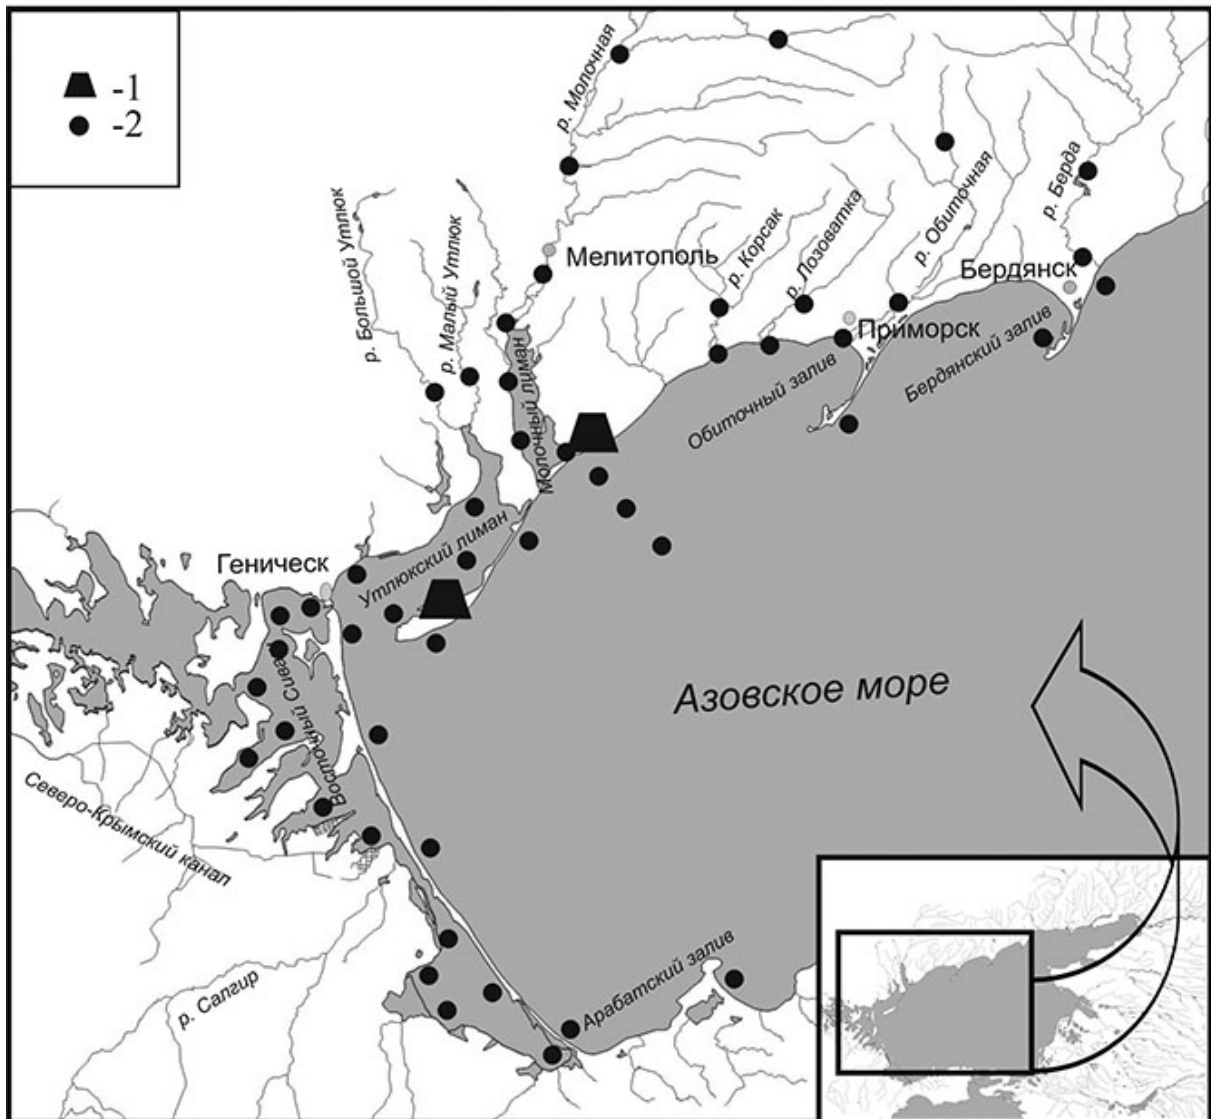 -1
-2
р. Молочная
р. Большой Утлюк
р. Малый Утлюк
Мелитополь
р. Корсак
р. Лозоватка
р. Обиточная
р. Берда
Бердянск
Приморск
Молочный лиман
Обиточный залив
Бердянский залив
Геническ
Утлюкский лиман
Восточный Сиваш
Азовское море
Северо-Крымский канал
р. Салгир
Арабатский залив